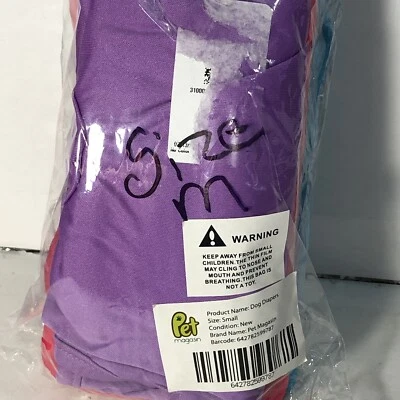 Size
m
WARNING
KEEP AWAY FROM SMALL
CHILDREN. THE THIN FILM
MAY CLING TO NOSE AND
MOUTH AND PREVENT
BREATHING. THIS BAG IS
NOT A TOY.
Pet
magasin
Product Name: Dog Diapers
Size: Small
Condition: New
Brand Name: Pet Magasin
Barcode: 642782599787
642782599787